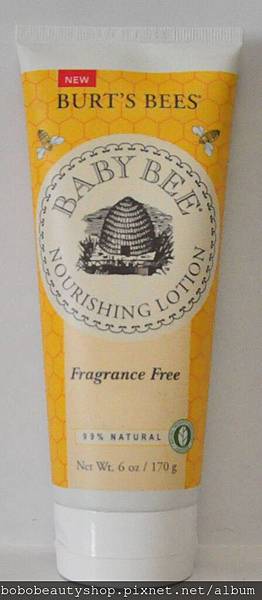 NEW
BURT'S BEES®
BABY BEE®
NOURISHING LOTION
Fragrance Free
99% NATURAL
Net Wt. 6 oz / 170 g
bobobeautyshop.pixnet.net/album